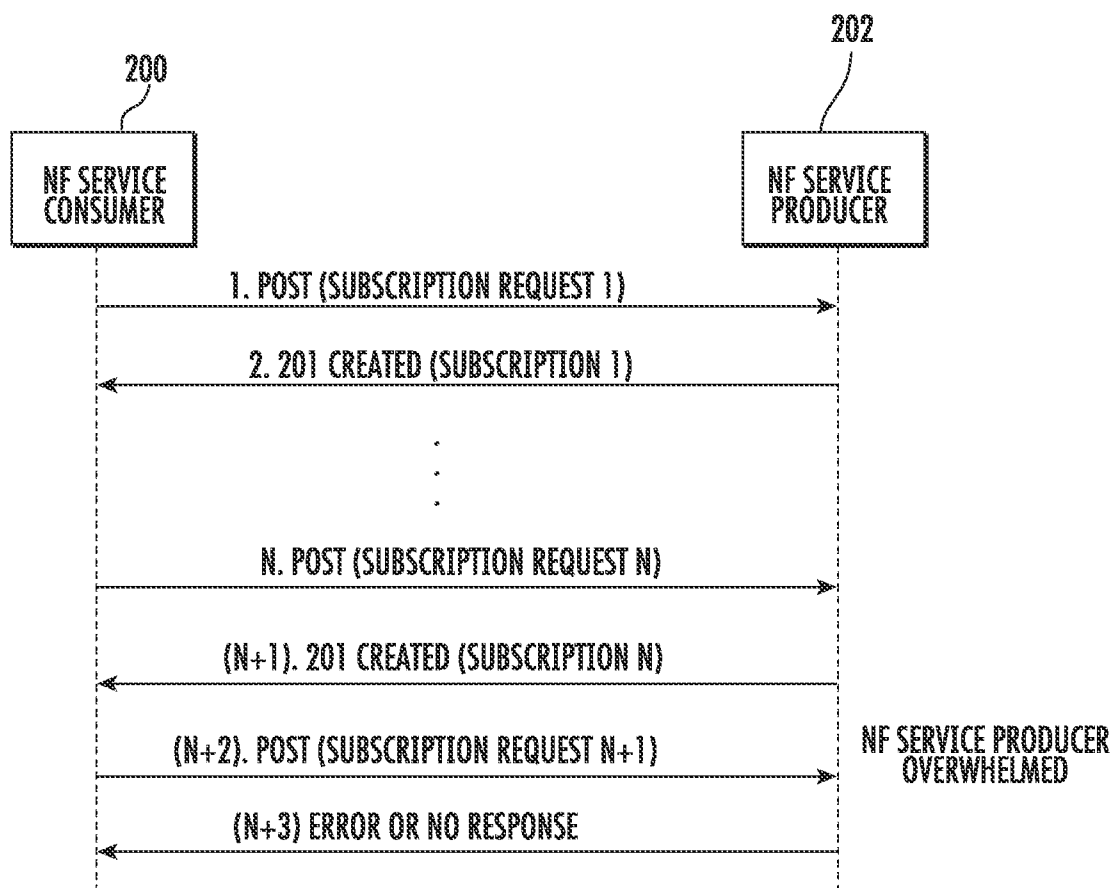 202
200
NF SERVICE
CONSUMER
NF SERVICE
PRODUCER
1. POST (SUBSCRIPTION REQUEST 1)
2. 201 CREATED (SUBSCRIPTION 1)
N. POST (SUBSCRIPTION REQUEST N)
(N+1). 201 CREATED (SUBSCRIPTION N)
(N+2). POST (SUBSCRIPTION REQUEST N+1)
NF SERVICE PRODUCER
OVERWHELMED
(N+3) ERROR OR NO RESPONSE